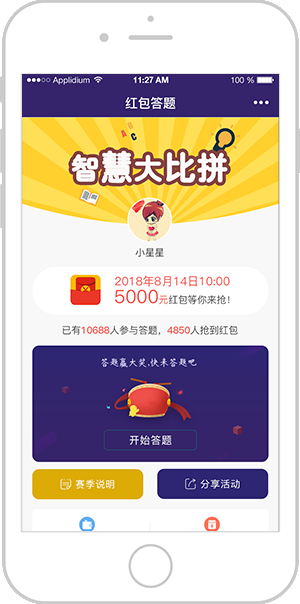 Applidium 11:27 AM 100 %
红包答题
A
B
C
智慧大比拼
小星星
2018年8月14日10:00
5000元红包等你来抢!
已有10688人参与答题，4850人抢到红包
答题赢大奖,快来答题吧
开始答题
赛季说明 分享活动